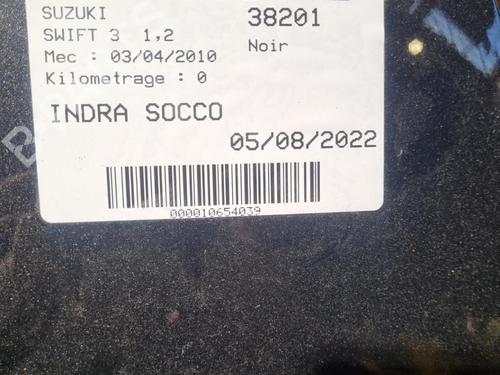 SUZUKI 38201
SWIFT 3 1,2 Noir
Mec : 03/04/2010
Kilometrage : 0
INDRA SOCCO
05/08/2022
000010654039